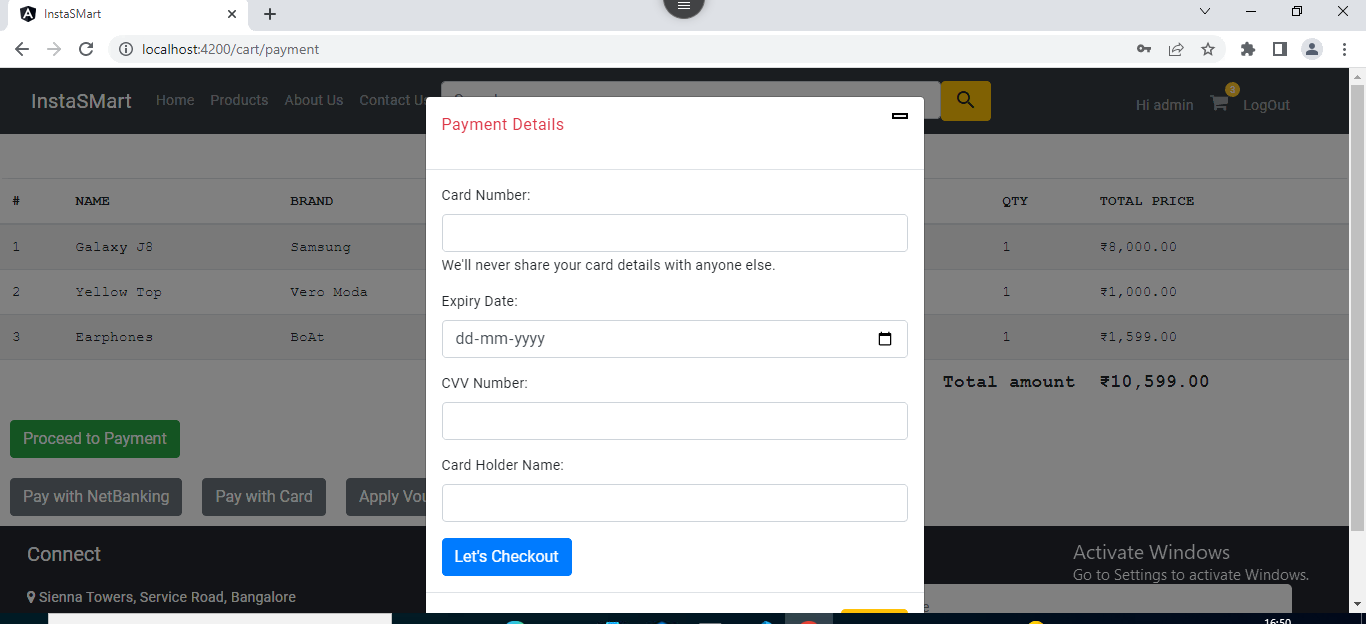 InstaSMart
localhost:4200/cart/payment
InstaSMart Home Products About Us Contact
3
Hi admin LogOut
Payment Details
# NAME BRAND QTY TOTAL PRICE
1 Galaxy J8 Samsung 1 ₹8,000.00
2 Yellow Top Vero Moda 1 ₹1,000.00
3 Earphones BoAt 1 ₹1,599.00
Total amount ₹10,599.00
Card Number:
We'll never share your card details with anyone else.
Expiry Date:
dd-mm-yyyy
CVV Number:
Card Holder Name:
Let's Checkout
Proceed to Payment
Pay with NetBanking Pay with Card Apply
Connect
Sienna Towers, Service Road, Bangalore
Activate Windows
Go to Settings to activate Windows.
16:50